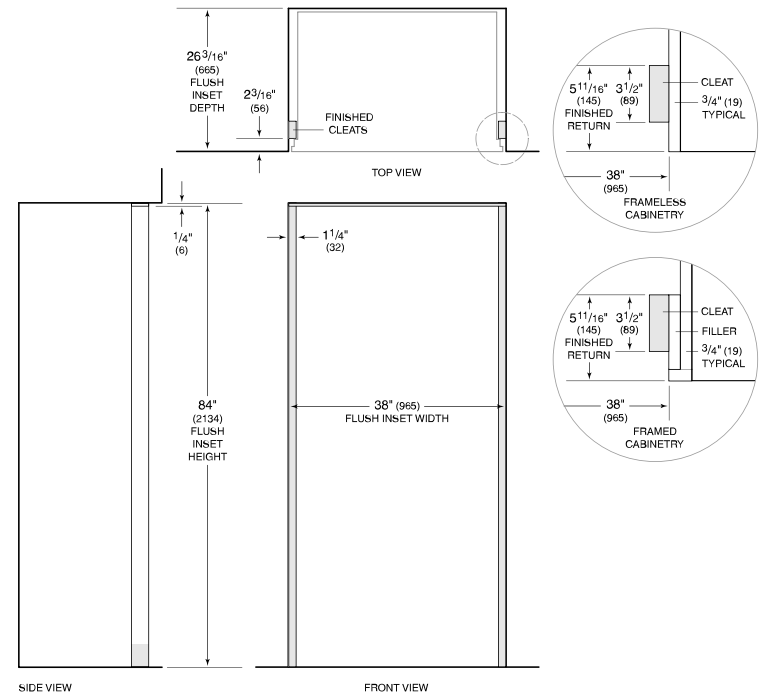 26 3/16"
(665)
FLUSH
INSET
DEPTH
2 3/16"
(56)
FINISHED
CLEATS
TOP VIEW
5 11/16"
(145)
FINISHED
RETURN
3 1/2"
(89)
CLEAT
3/4" (19)
TYPICAL
38"
(965)
FRAMELESS
CABINETRY
1/4"
(6)
1 1/4"
(32)
5 11/16"
(145)
FINISHED
RETURN
3 1/2"
(89)
CLEAT
FILLER
3/4" (19)
TYPICAL
38"
(965)
FRAMED
CABINETRY
84"
(2134)
FLUSH
INSET
HEIGHT
38" (965)
FLUSH INSET WIDTH
SIDE VIEW
FRONT VIEW